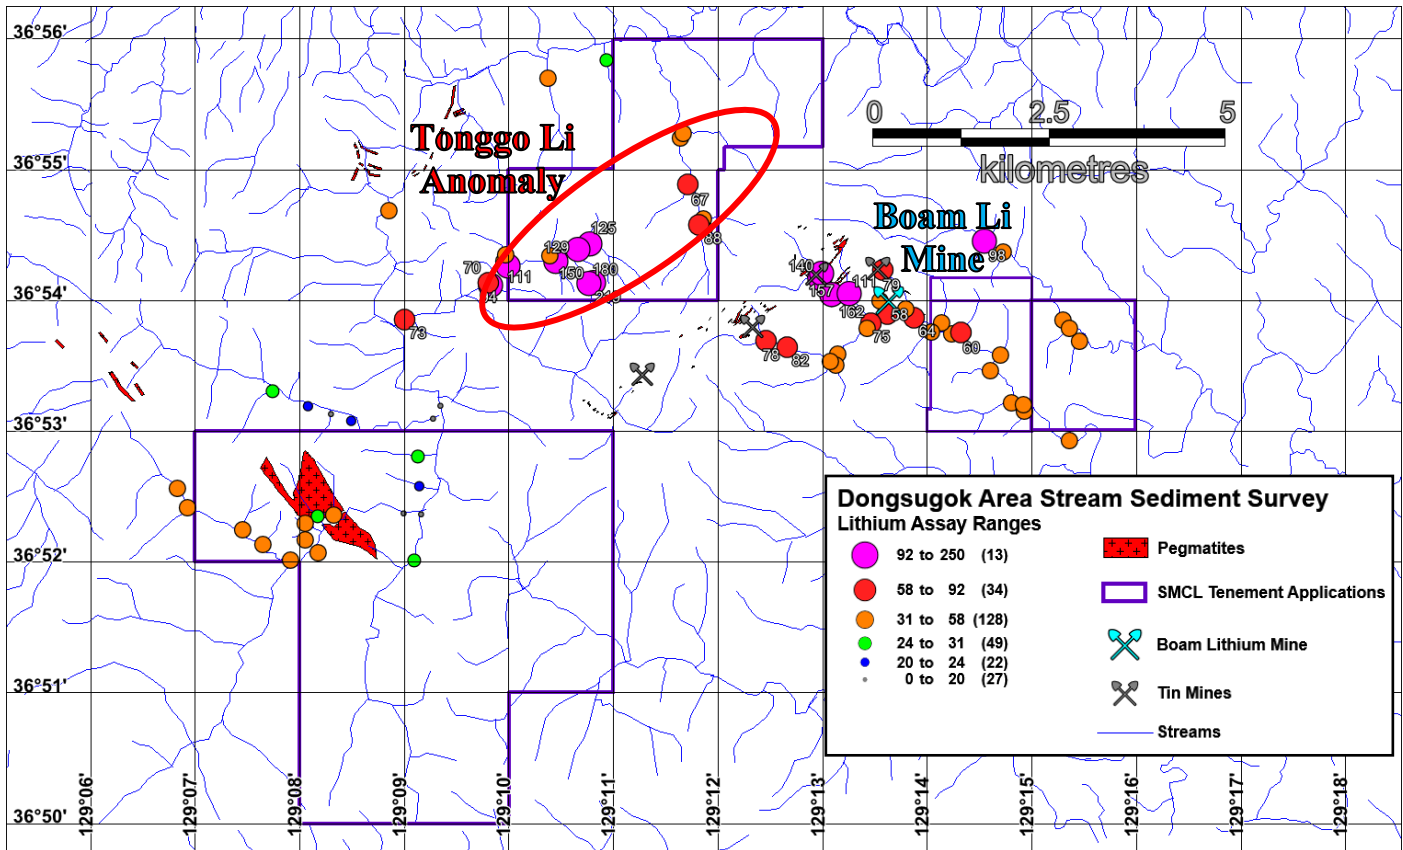 36°56'
36°55'
36°54'
36°53'
36°52'
36°51'
36°50'
129°06'
129°07'
129°08'
129°09'
129°10'
129°11'
129°12'
129°13'
129°14'
129°15'
129°16'
129°17'
129°18'
Tonggo Li
Anomaly
0 2.5 5
kilometres
Boam Li
Mine
67
88
125
129
150
180
70
111
73
140
157
162
79
98
58
75
64
60
78
82
Dongsugok Area Stream Sediment Survey
Lithium Assay Ranges
92 to 250 (13)
58 to 92 (34)
31 to 58 (128)
24 to 31 (49)
20 to 24 (22)
0 to 20 (27)
Pegmatites
SMCL Tenement Applications
Boam Lithium Mine
Tin Mines
Streams